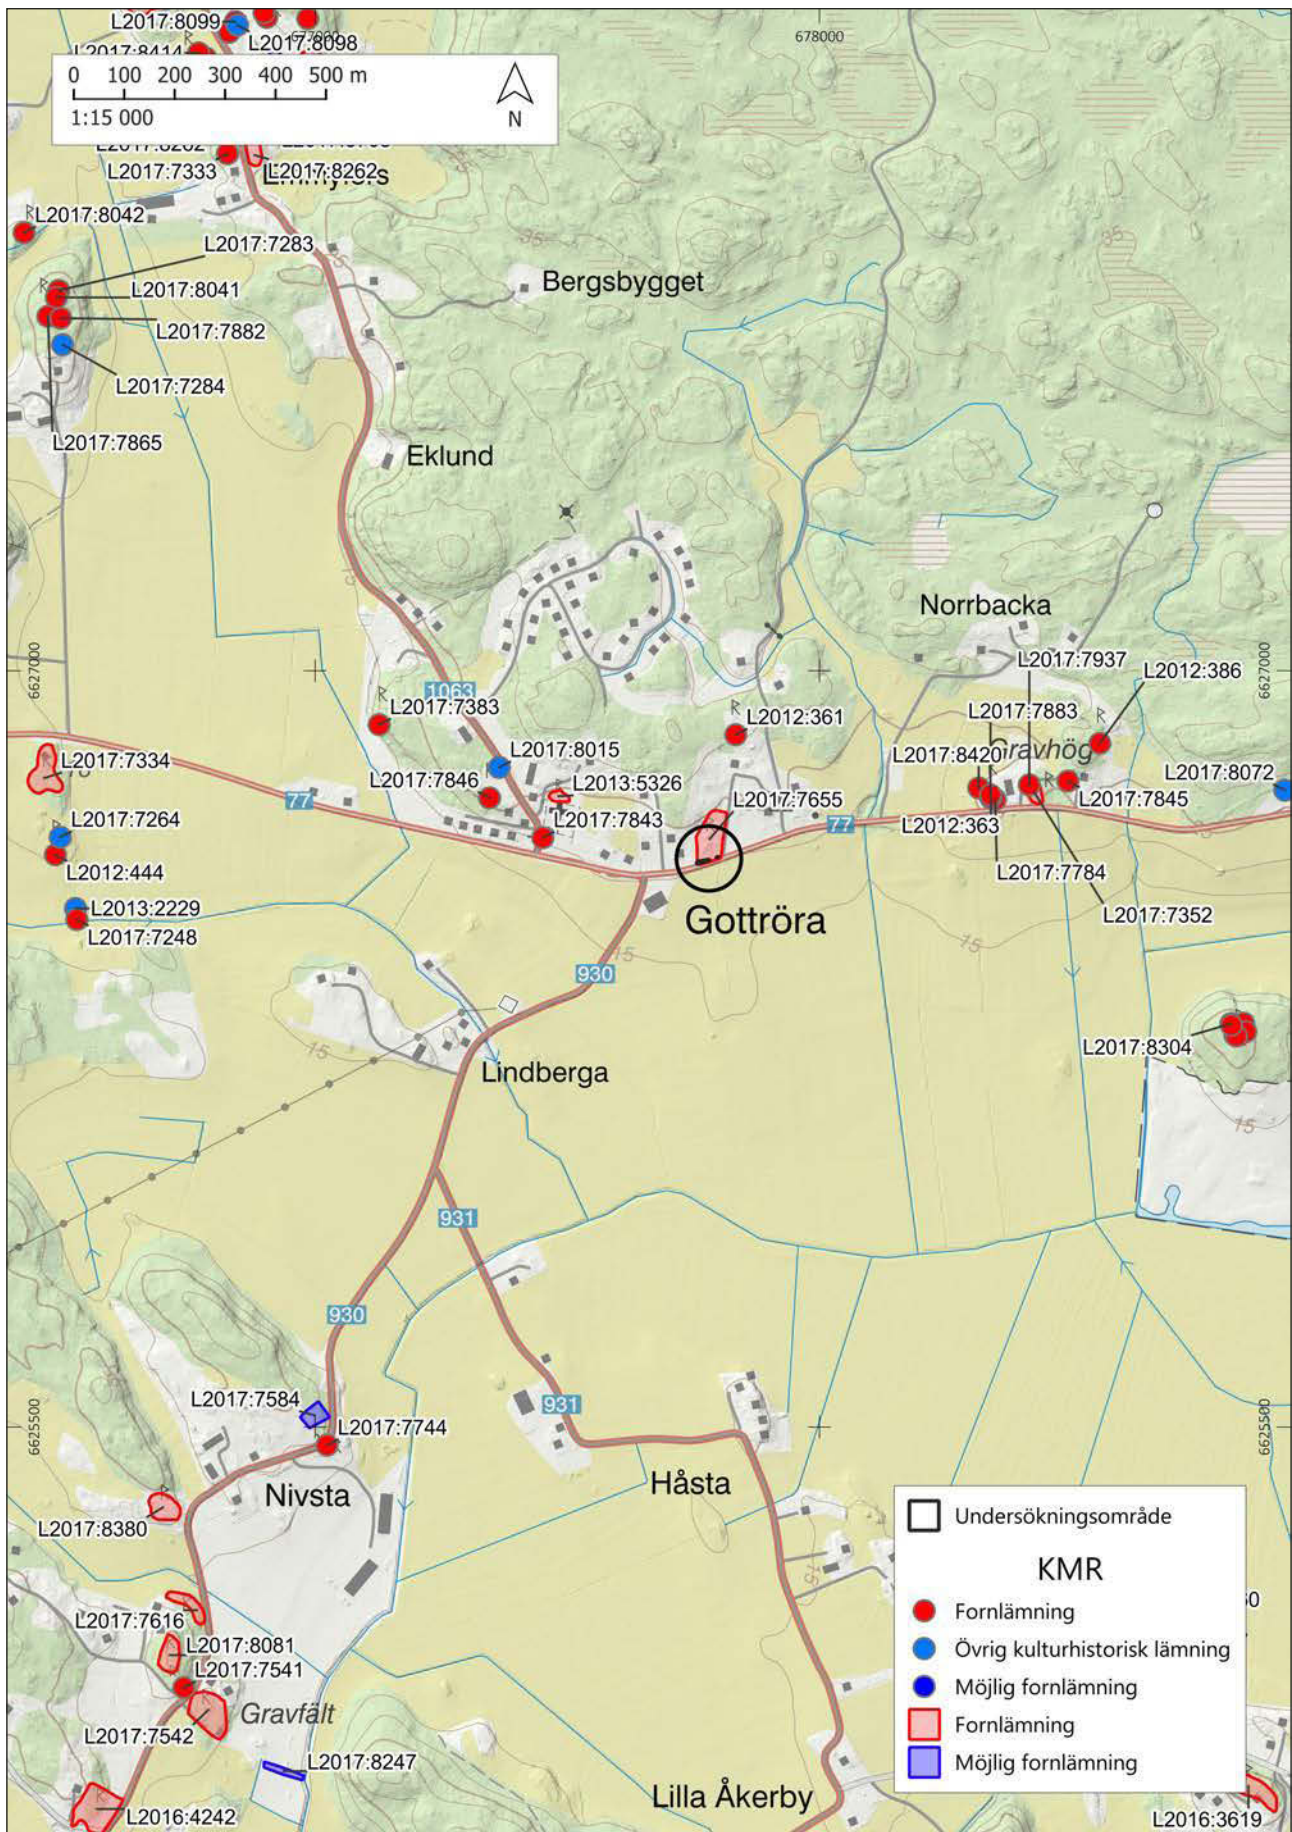 L2017:8099
677000
L2017:8098
678000
L2017:8414
0 100 200 300 400 500 m
1:15 000
N
L2017:7333
L2017:8262
L2017:8042
L2017:7283
35
35
L2017:8041
Bergsbygget
L2017:7882
L2017:7284
L2017:7865
Eklund
Norrbacka
6627000
6627000
L2017:7937
L2012:386
1063
L2017:7383
L2017:7883
L2012:361
Gravhög
L2017:8015
L2017:8420
L2017:7334
L2017:8072
L2017:7846
L2013:5326
L2017:7655
L2017:7845
77
77
L2017:7264
L2017:7843
L2012:363
L2012:444
L2017:7784
L2013:2229
L2017:7352
Gottröra
L2017:7248
15
15
930
15
L2017:8304
Lindberga
15
931
930
L2017:7584
931
L2017:7744
6625500
6625500
Nivsta
Håsta
L2017:8380
15
L2017:7616
L2017:8081
L2017:7541
Gravfält
L2017:7542
L2017:8247
Lilla Åkerby
L2016:4242
L2016:3619
Undersökningsområde
KMR
Fornlämning
Övrig kulturhistorisk lämning
Möjlig fornlämning
Fornlämning
Möjlig fornlämning